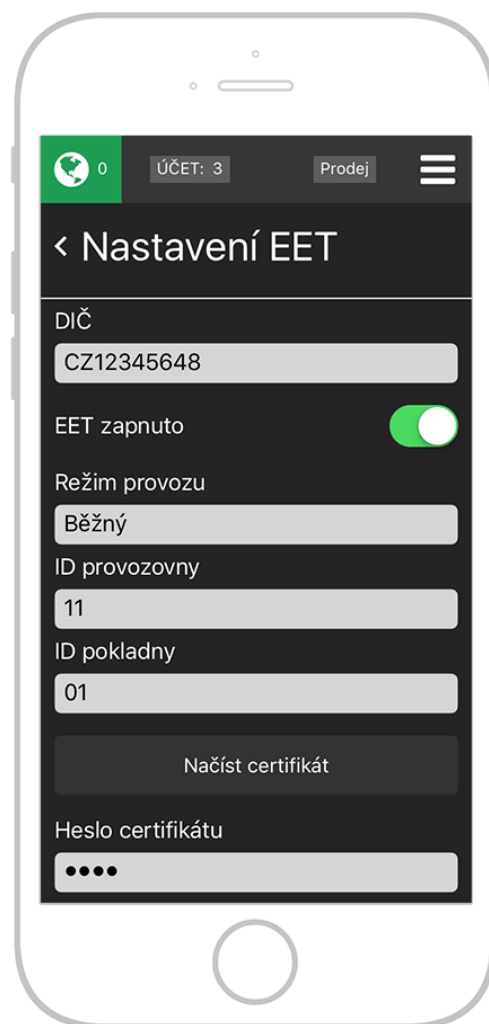 0 ÚČET: 3 Prodej
< Nastavení EET
DIČ
CZ12345648
EET zapnuto
Režim provozu
Běžný
ID provozovny
11
ID pokladny
01
Načíst certifikát
Heslo certifikátu
••••